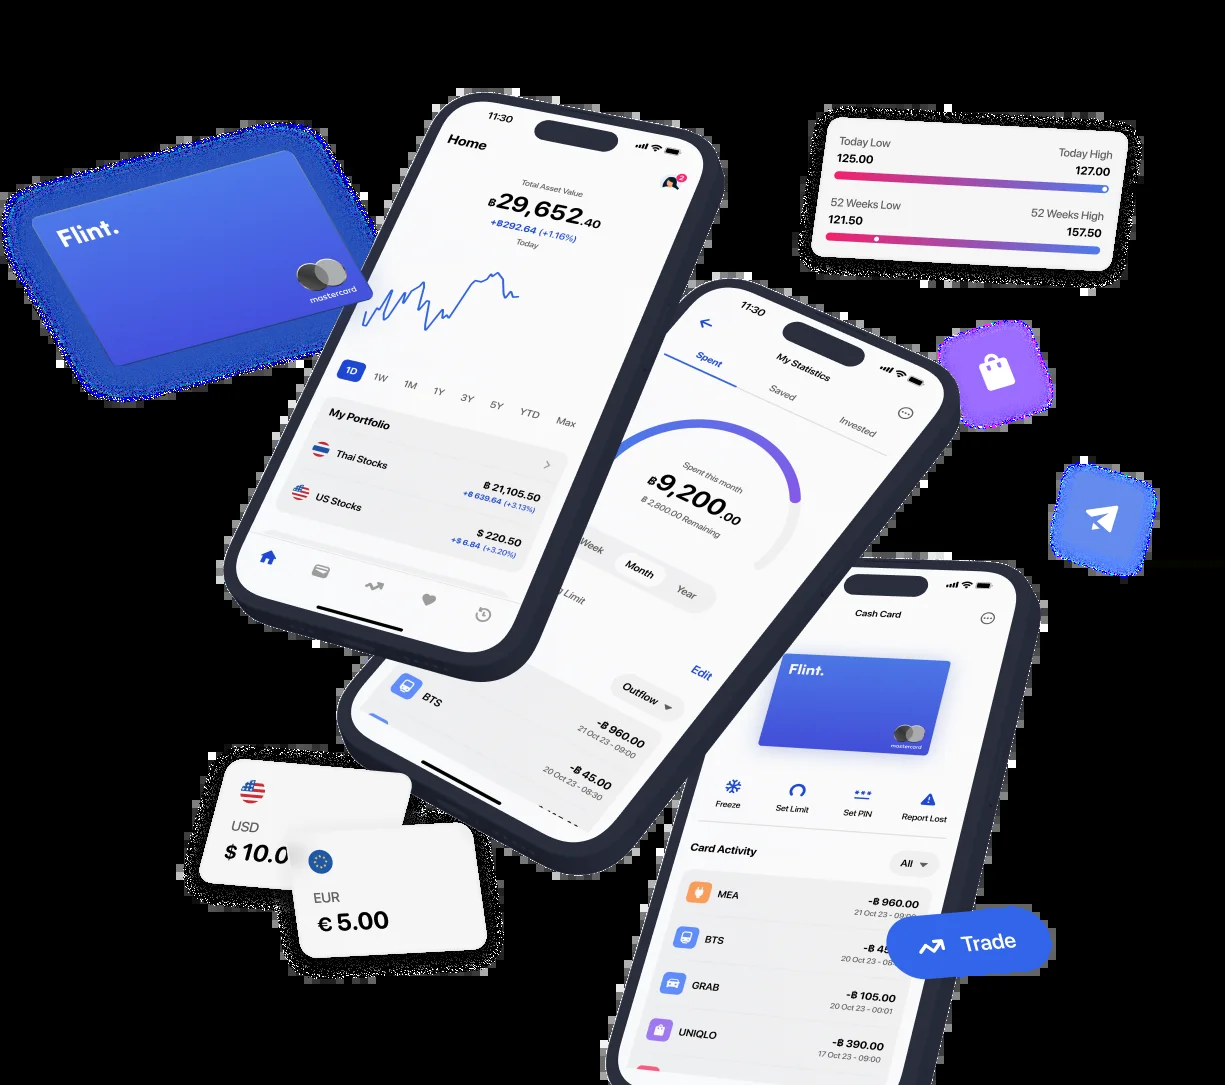 Flint.
mastercard
11:30
Home
2
Total Asset Value
฿29,652.40
+฿292.64 (+1.16%)
Today
1D 1W 1M 1Y 3Y 5Y YTD Max
My Portfolio
Thai Stocks
฿ 21,105.50
+฿ 639.64 (+3.13%)
US Stocks
$ 220.50
+$ 6.84 (+3.20%)
Today Low Today High
125.00 127.00
52 Weeks Low 52 Weeks High
121.50 157.50
11:30
My Statistics
Spent Saved Invested
Spent this month
฿9,200.00
฿ 2,800.00 Remaining
Week Month Year
Limit
Edit
Outflow
BTS
-฿ 960.00
21 Oct 23 - 09:00
-฿ 45.00
20 Oct 23 - 08:30
Cash Card
Flint.
mastercard
Freeze Set Limit Set PIN Report Lost
Card Activity All
MEA -฿ 960.00
21 Oct 23 - 09:00
BTS -฿ 45
20 Oct 23 - 08:
GRAB -฿ 105.00
20 Oct 23 - 00:01
UNIQLO -฿ 390.00
17 Oct 23 - 09:00
Trade
USD
$ 10.0
EUR
€ 5.00